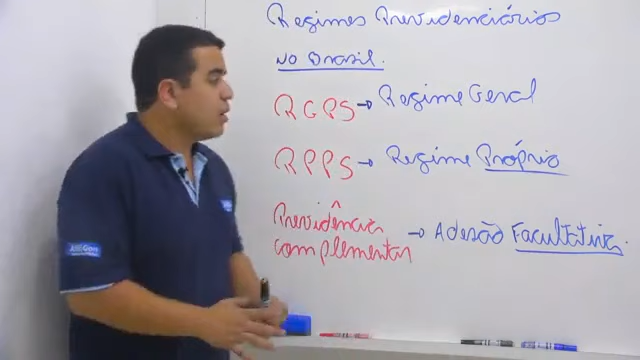 Regimes Previdenciários
no Brasil.
RGPS → Regime Geral
RPPS → Regime Próprio
Previdência complementar → Adesão Facultativa.